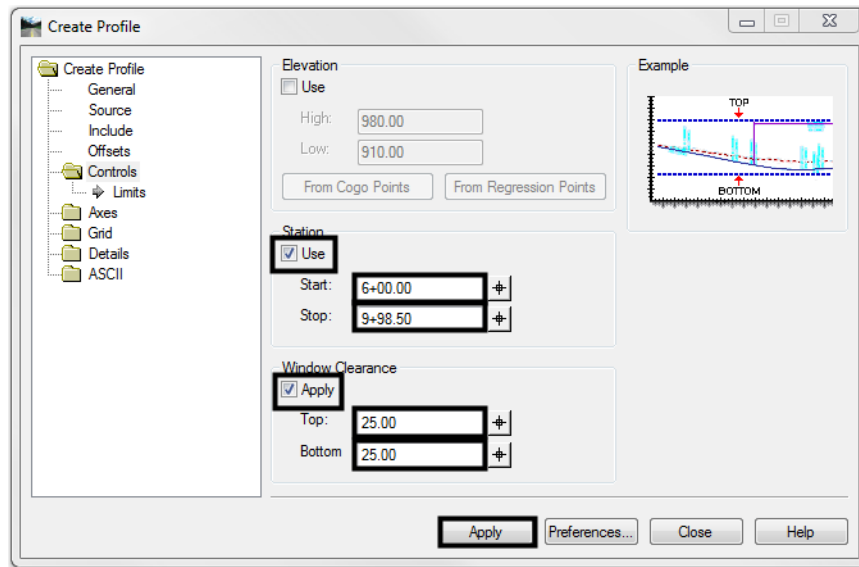 Create Profile
Create Profile
General
Source
Include
Offsets
Controls
Limits
Axes
Grid
Details
ASCII
Elevation
Use
High: 980.00
Low: 910.00
From Cogo Points From Regression Points
Station
Use
Start: 6+00.00
Stop: 9+98.50
Window Clearance
Apply
Top: 25.00
Bottom 25.00
Example
TOP
BOTTOM
Apply Preferences... Close Help